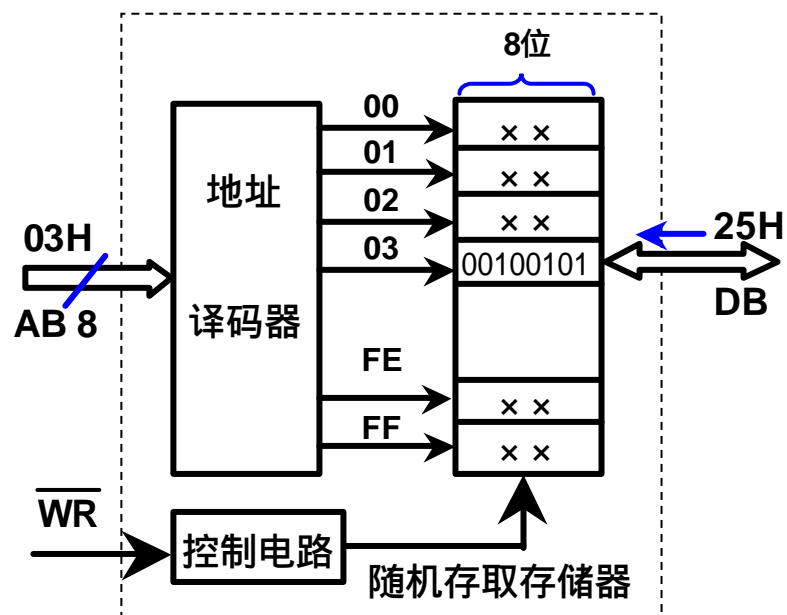 8位
00
× ×
01
× ×
地址
02
× ×
03H
03
00100101
25H
AB 8
译码器
DB
FE
× ×
FF
× ×
WR
控制电路
随机存取存储器